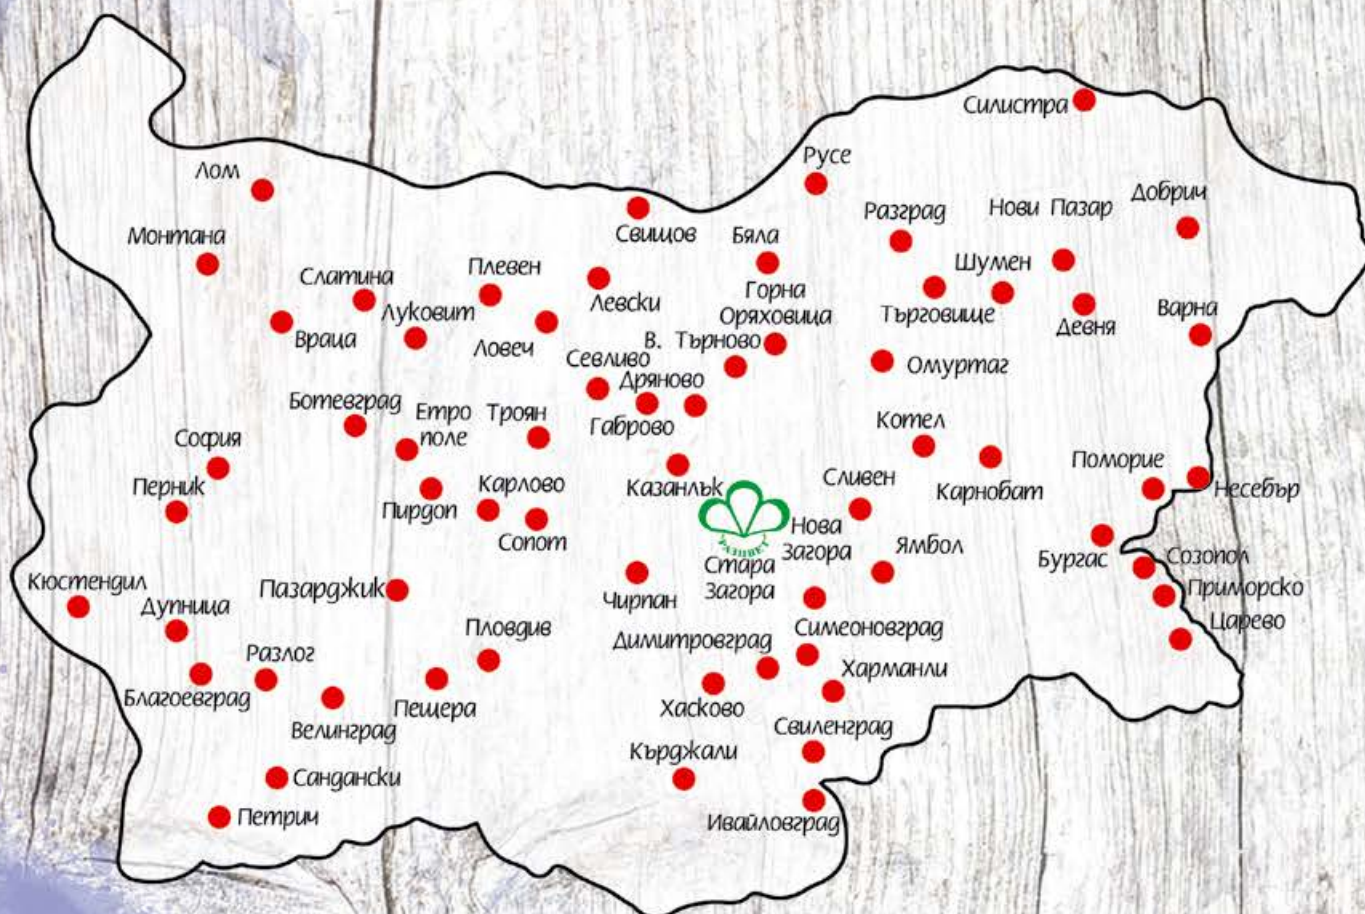 Силистра
Русе
Лом
Добрич
Нови Пазар
Разград
Свищов
Бяла
Монтана
Шумен
Плевен
Слатина
Горна
Оряховица
Левски
Луковит
Търговище
Девня
Варна
Враца
Ловеч
В. Търново
Севливо
Омуртаг
Дряново
Ботевград
Етро
поле
Троян
Габрово
Котел
София
Поморие
Перник
Карлово
Казанлък
Сливен
Карнобат
Несебър
Пирдоп
Сопот
РАЗЦВЕТ
Нова
Загора
Ямбол
Бургас
Созопол
Стара
Загора
Кюстендил
Пазарджик
Чирпан
Приморско
Дупница
Царево
Пловдив
Димитровград
Симеоновград
Разлог
Харманли
Благоевград
Пещера
Хасково
Велинград
Свиленград
Кърджали
Сандански
Петрич
Ивайловград